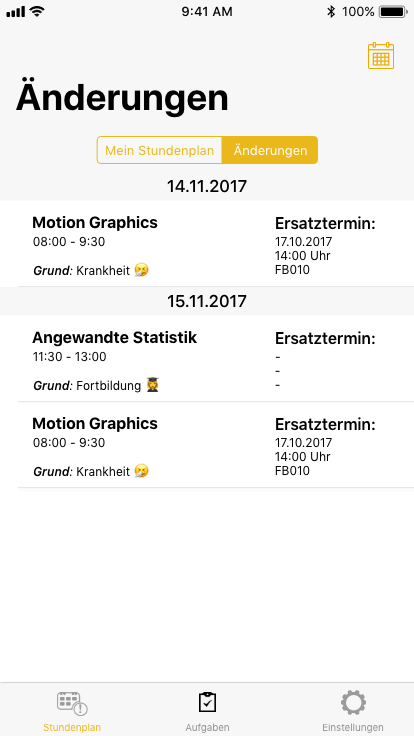 9:41 AM 100%
Änderungen
Mein Stundenplan Änderungen
14.11.2017
Motion Graphics Ersatztermin:
08:00 - 9:30 17.10.2017
14:00 Uhr
Grund: Krankheit 🤧 FB010
15.11.2017
Angewandte Statistik Ersatztermin:
11:30 - 13:00 -
-
Grund: Fortbildung 👩‍🎓 -
Motion Graphics Ersatztermin:
08:00 - 9:30 17.10.2017
14:00 Uhr
Grund: Krankheit 🤧 FB010
Stundenplan Aufgaben Einstellungen